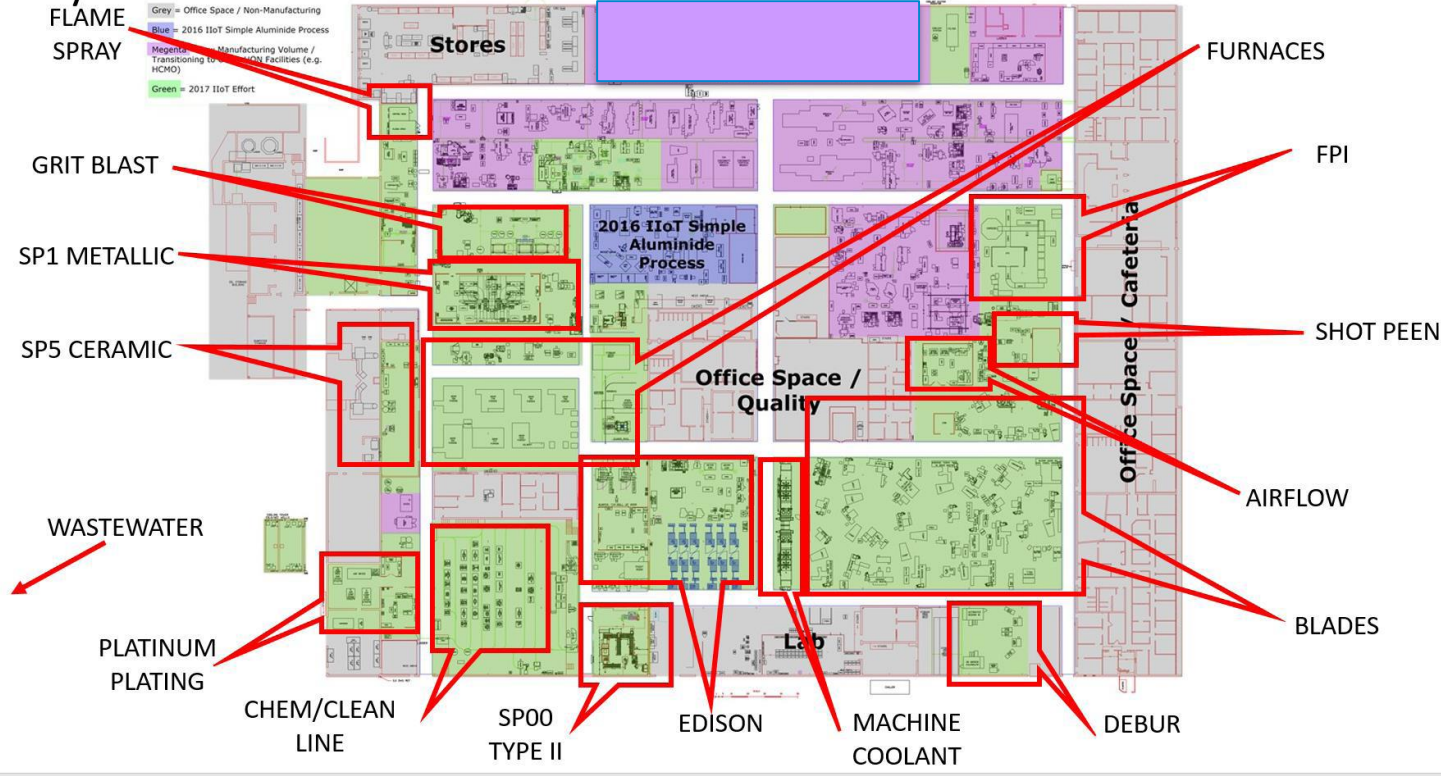 FLAME
SPRAY
Grey = Office Space / Non-Manufacturing
Blue = 2016 IIoT Simple Aluminide Process
Manufacturing Volume /
Transitioning to Facilities (e.g.
HCMO)
Green = 2017 IIoT Effort
Stores
FURNACES
GRIT BLAST
FPI
SP1 METALLIC
2016 IIoT Simple
Aluminide
Process
SP5 CERAMIC
SHOT PEEN
Office Space /
Quality
Office Space / Cafeteria
AIRFLOW
WASTEWATER
BLADES
PLATINUM
PLATING
Lab
CHEM/CLEAN
LINE
SP00
TYPE II
EDISON
MACHINE
COOLANT
DEBUR